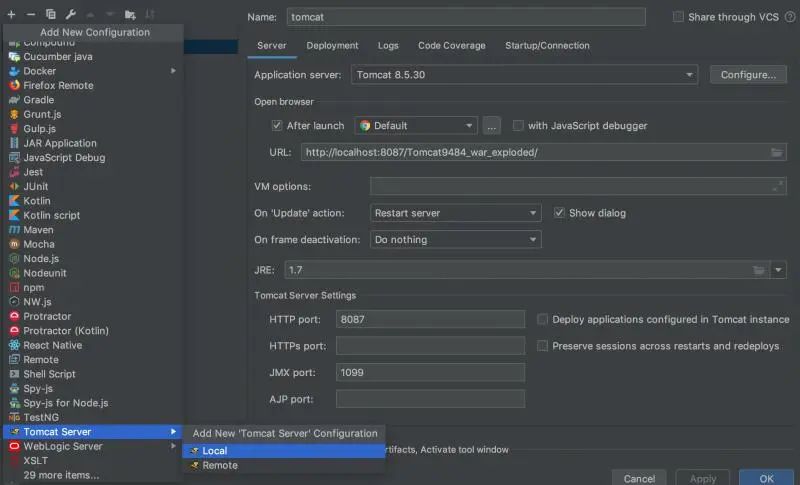 Name: tomcat
Share through VCS
Add New Configuration
Compound
Cucumber java
Docker
Firefox Remote
Gradle
Grunt.js
Gulp.js
JAR Application
JavaScript Debug
Jest
JUnit
Kotlin
Kotlin script
Maven
Mocha
Node.js
Nodeunit
npm
NW.js
Protractor
Protractor (Kotlin)
React Native
Remote
Shell Script
Spy-js
Spy-js for Node.js
TestNG
Tomcat Server
WebLogic Server
XSLT
29 more items...
Add New 'Tomcat Server' Configuration
Local
Remote
Server Deployment Logs Code Coverage Startup/Connection
Application server: Tomcat 8.5.30 Configure...
Open browser
After launch Default ... with JavaScript debugger
URL: http://localhost:8087/Tomcat9484_war_exploded/
VM options:
On 'Update' action: Restart server Show dialog
On frame deactivation: Do nothing
JRE: 1.7
Tomcat Server Settings
HTTP port: 8087 Deploy applications configured in Tomcat instance
HTTPs port: Preserve sessions across restarts and redeploys
JMX port: 1099
AJP port:
artifacts, Activate tool window
Cancel Apply OK